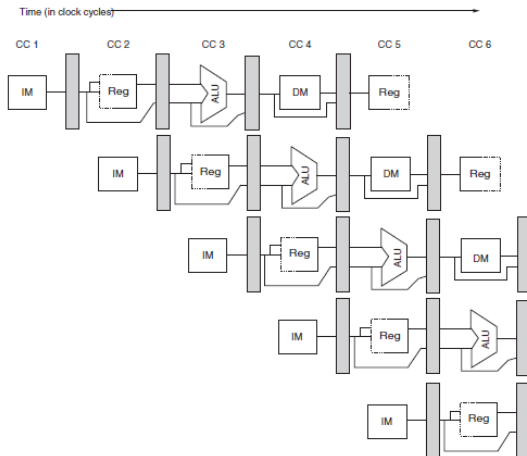 Time (in clock cycles)
CC 1 CC 2 CC 3 CC 4 CC 5 CC 6
IM Reg ALU DM Reg
IM Reg ALU DM Reg
IM Reg ALU DM
IM Reg ALU
IM Reg